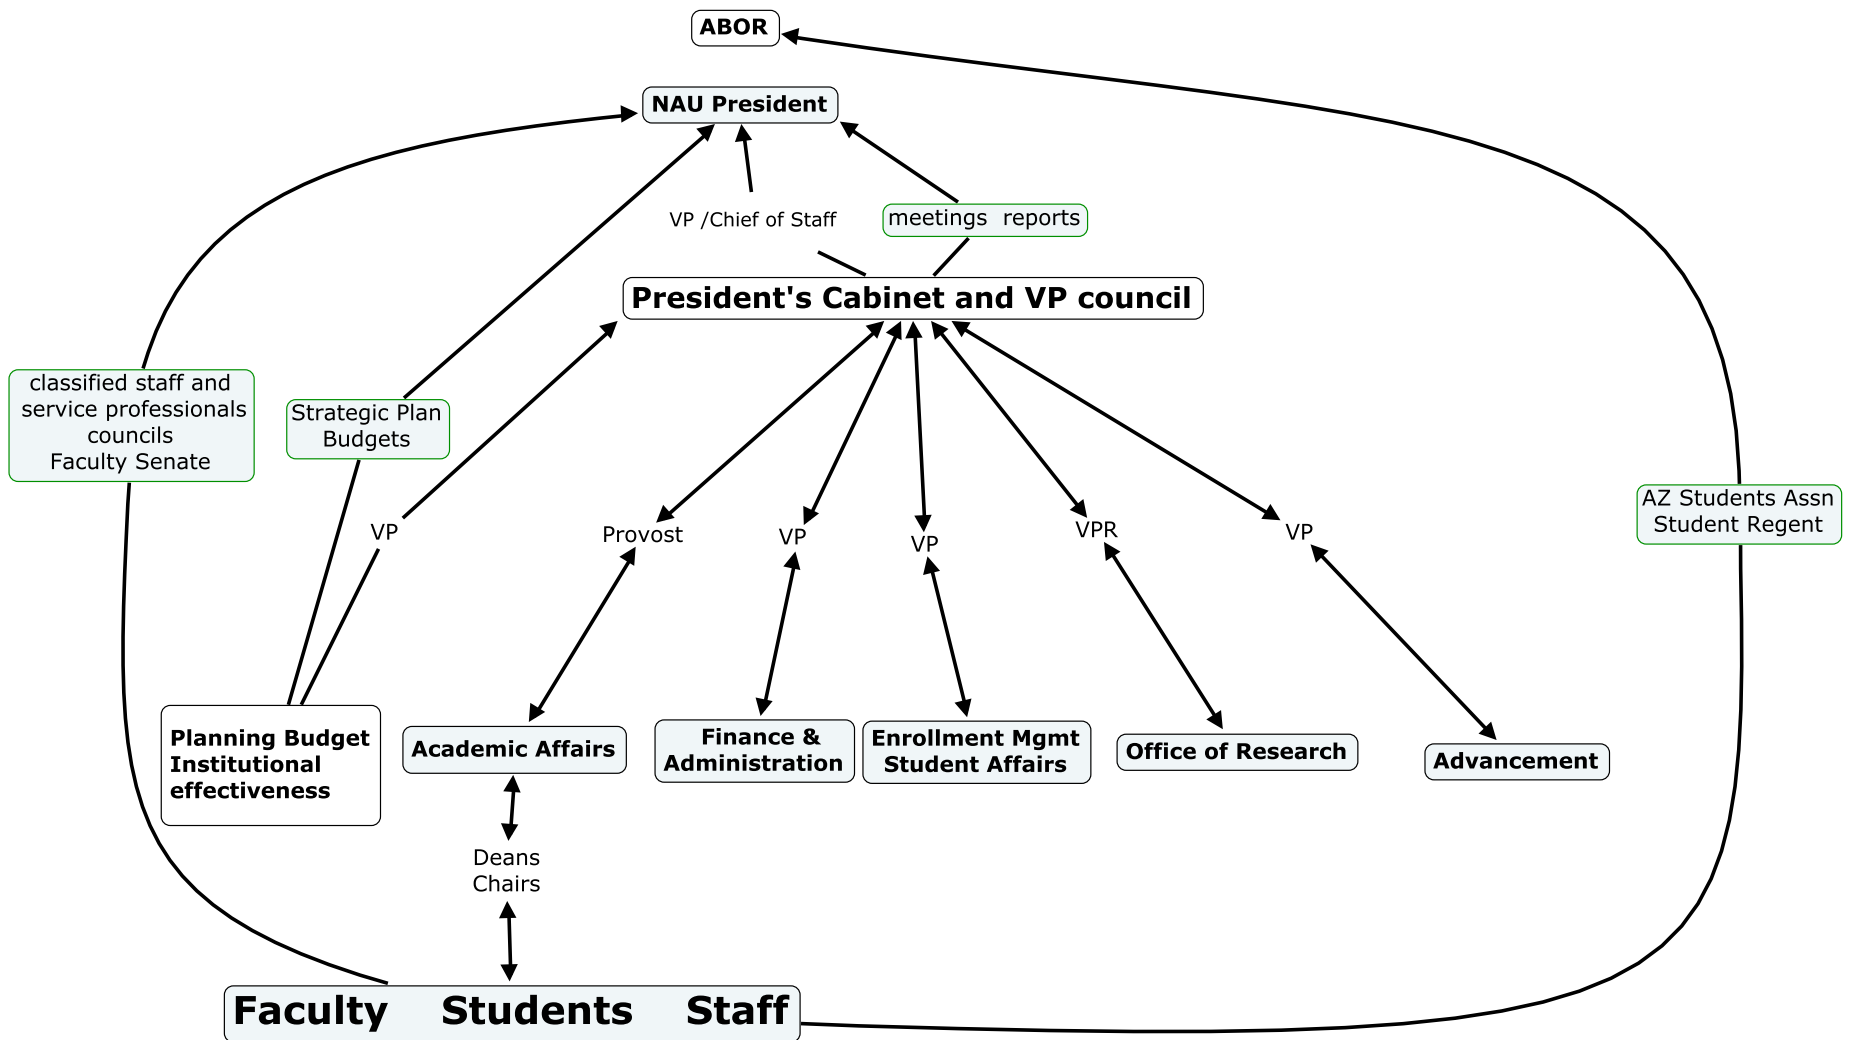 ABOR
NAU President
VP /Chief of Staff
meetings  reports
President's Cabinet and VP council
classified staff and
service professionals
councils
Faculty Senate
Strategic Plan
Budgets
AZ Students Assn
Student Regent
VP
Provost
VP
VP
VPR
VP
Planning Budget
Institutional
effectiveness
Academic Affairs
Finance &
Administration
Enrollment Mgmt
Student Affairs
Office of Research
Advancement
Deans
Chairs
Faculty    Students    Staff